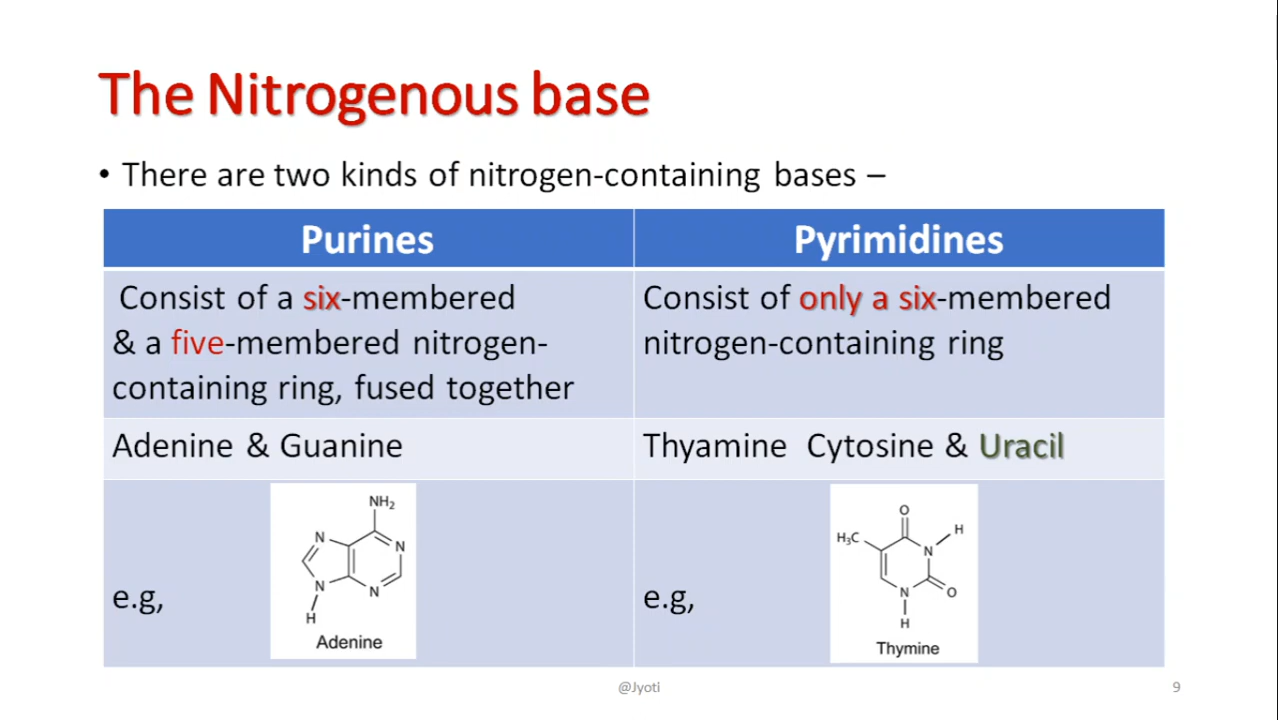 The Nitrogenous base
• There are two kinds of nitrogen-containing bases –
Purines
Pyrimidines
Consist of a six-membered
& a five-membered nitrogen-
containing ring, fused together
Consist of only a six-membered
nitrogen-containing ring
Adenine & Guanine
Thyamine Cytosine & Uracil
e.g,
NH₂
N
N
N
N
H
Adenine
e.g,
O
H
H₃C
N
N
O
H
Thymine
@Jyoti
9